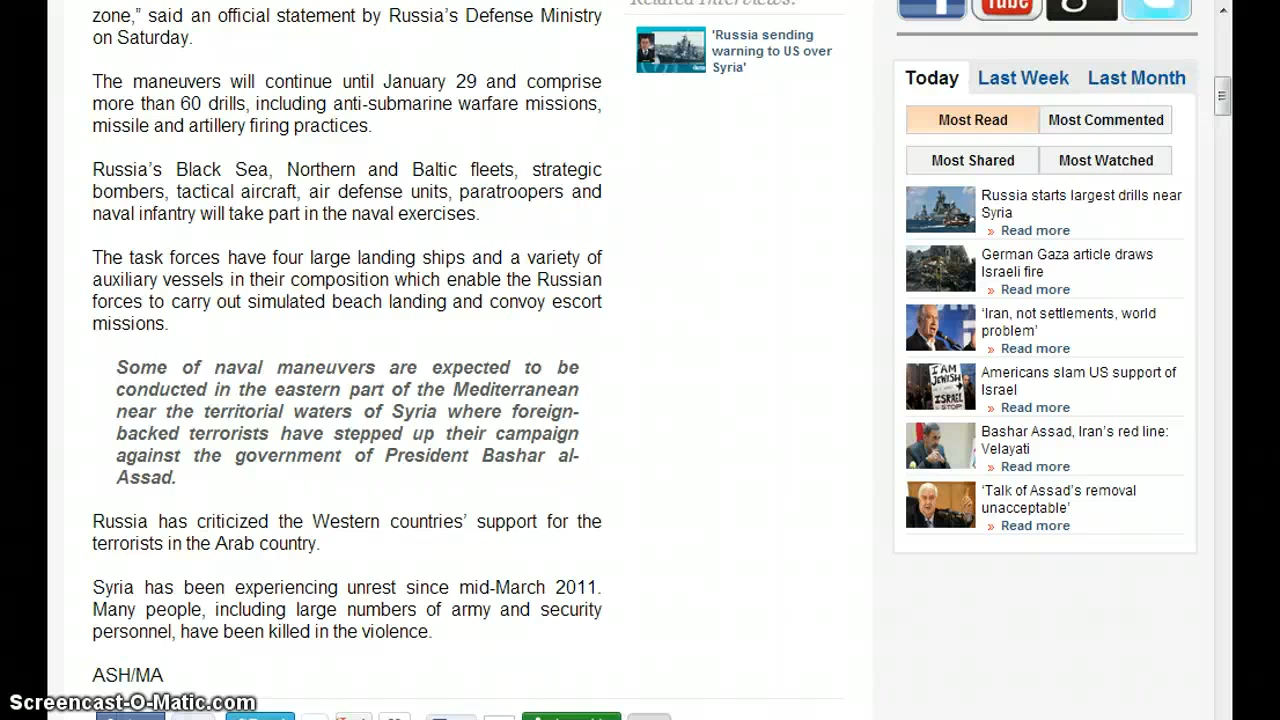 zone,” said an official statement by Russia’s Defense Ministry
on Saturday.
The maneuvers will continue until January 29 and comprise
more than 60 drills, including anti-submarine warfare missions,
missile and artillery firing practices.
Russia’s Black Sea, Northern and Baltic fleets, strategic
bombers, tactical aircraft, air defense units, paratroopers and
naval infantry will take part in the naval exercises.
The task forces have four large landing ships and a variety of
auxiliary vessels in their composition which enable the Russian
forces to carry out simulated beach landing and convoy escort
missions.
Some of naval maneuvers are expected to be
conducted in the eastern part of the Mediterranean
near the territorial waters of Syria where foreign-
backed terrorists have stepped up their campaign
against the government of President Bashar al-
Assad.
Russia has criticized the Western countries’ support for the
terrorists in the Arab country.
Syria has been experiencing unrest since mid-March 2011.
Many people, including large numbers of army and security
personnel, have been killed in the violence.
ASH/MA
Related Interviews:
'Russia sending
warning to US over
Syria'
Tube
Today Last Week Last Month
Most Read Most Commented
Most Shared Most Watched
Russia starts largest drills near
Syria
» Read more
German Gaza article draws
Israeli fire
» Read more
‘Iran, not settlements, world
problem’
» Read more
I AM
JEWISH
ISRAEL
STOP
Americans slam US support of
Israel
» Read more
Bashar Assad, Iran’s red line:
Velayati
» Read more
‘Talk of Assad’s removal
unacceptable’
» Read more
Screencast-O-Matic.com